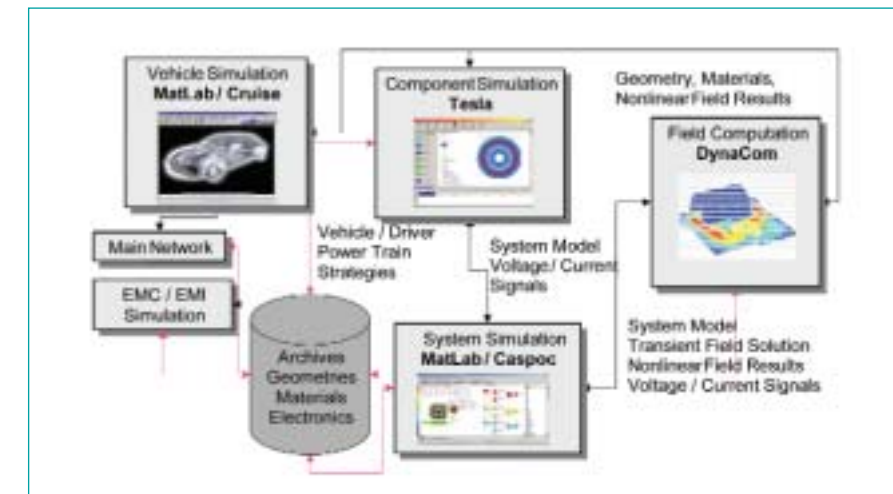 Vehicle Simulation
MatLab / Cruise
Component Simulation
Tesla
Geometry, Materials,
Nonlinear Field Results
Field Computation
DynaCom
Main Network
EMC / EMI
Simulation
Vehicle / Driver
Power Train
Strategies
System Model
Voltage / Current
Signals
Archives
Geometries
Materials
Electronics
System Simulation
MatLab / Caspoc
System Model
Transient Field Solution
Nonlinear Field Results
Voltage / Current Signals